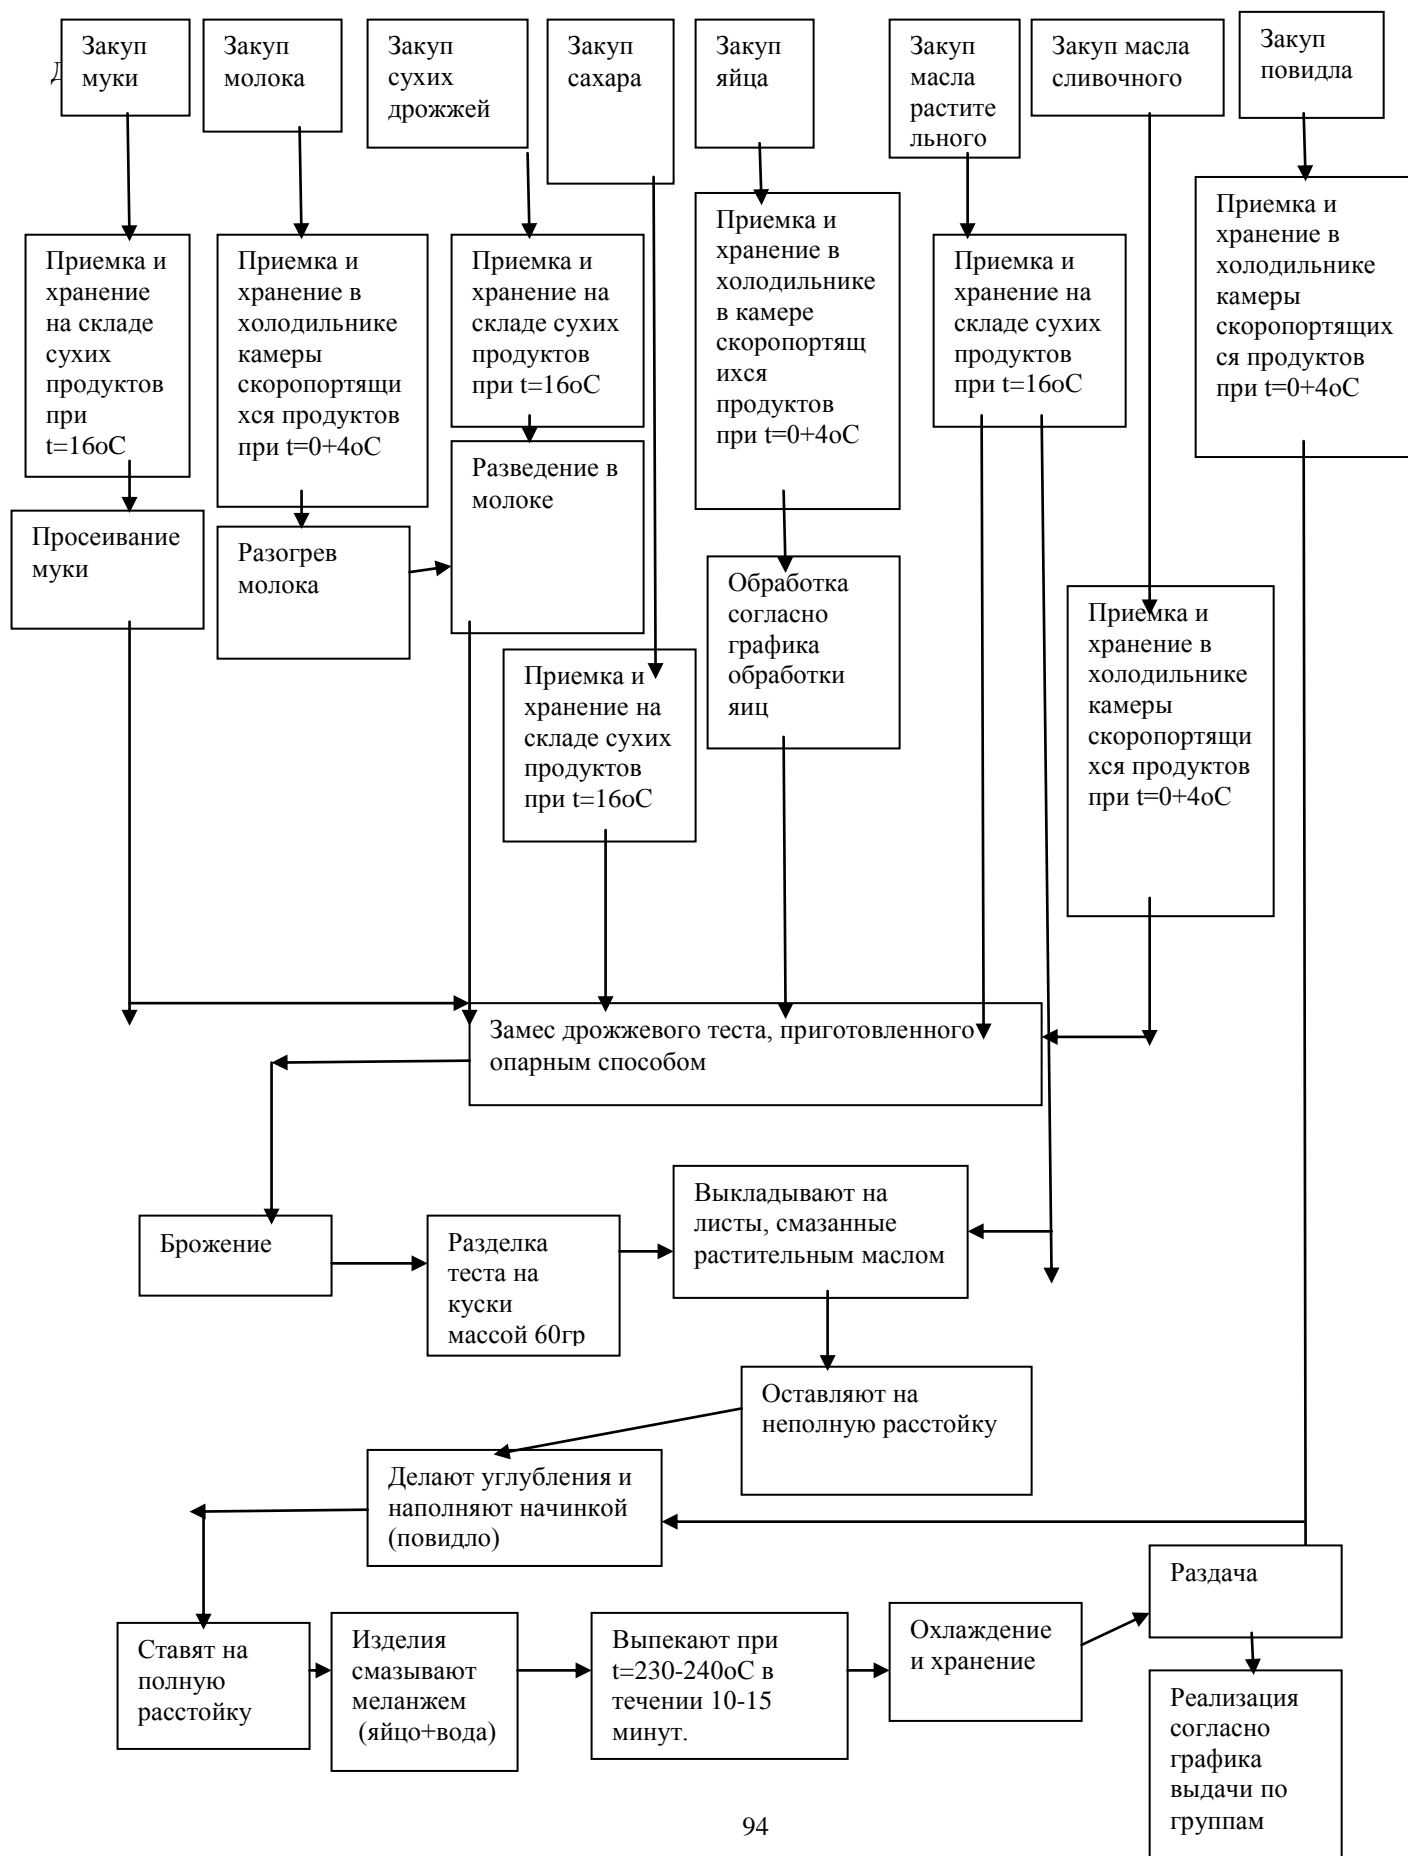 Закуп
муки
Закуп
молока
Закуп
сухих
дрожжей
Закуп
сахара
Закуп
яйца
Закуп
масла
растите
льного
Закуп масла
сливочного
Закуп
повидла
Приемка и
хранение
на складе
сухих
продуктов
при
t=16оС
Приемка и
хранение в
холодильнике
камеры
скоропортящи
хся продуктов
при t=0+4оС
Приемка и
хранение на
складе сухих
продуктов
при t=16оС
Приемка и
хранение в
холодильнике
в камере
скоропортящ
ихся
продуктов
при t=0+4оС
Приемка и
хранение на
складе сухих
продуктов
при t=16оС
Приемка и
хранение в
холодильнике
камеры
скоропортящих
ся продуктов
при t=0+4оС
Просеивание
муки
Разогрев
молока
Разведение в
молоке
Обработка
согласно
графика
обработки
яиц
Приемка и
хранение в
холодильнике
камеры
скоропортящи
хся продуктов
при t=0+4оС
Приемка и
хранение на
складе сухих
продуктов
при t=16оС
Замес дрожжевого теста, приготовленного
опарным способом
Брожение
Разделка
теста на
куски
массой 60гр
Выкладывают на
листы, смазанные
растительным маслом
Оставляют на
неполную расстойку
Делают углубления и
наполняют начинкой
(повидло)
Ставят на
полную
расстойку
Изделия
смазывают
меланжем
(яйцо+вода)
Выпекают при
t=230-240оС в
течении 10-15
минут.
Охлаждение
и хранение
Раздача
Реализация
согласно
графика
выдачи по
группам
94